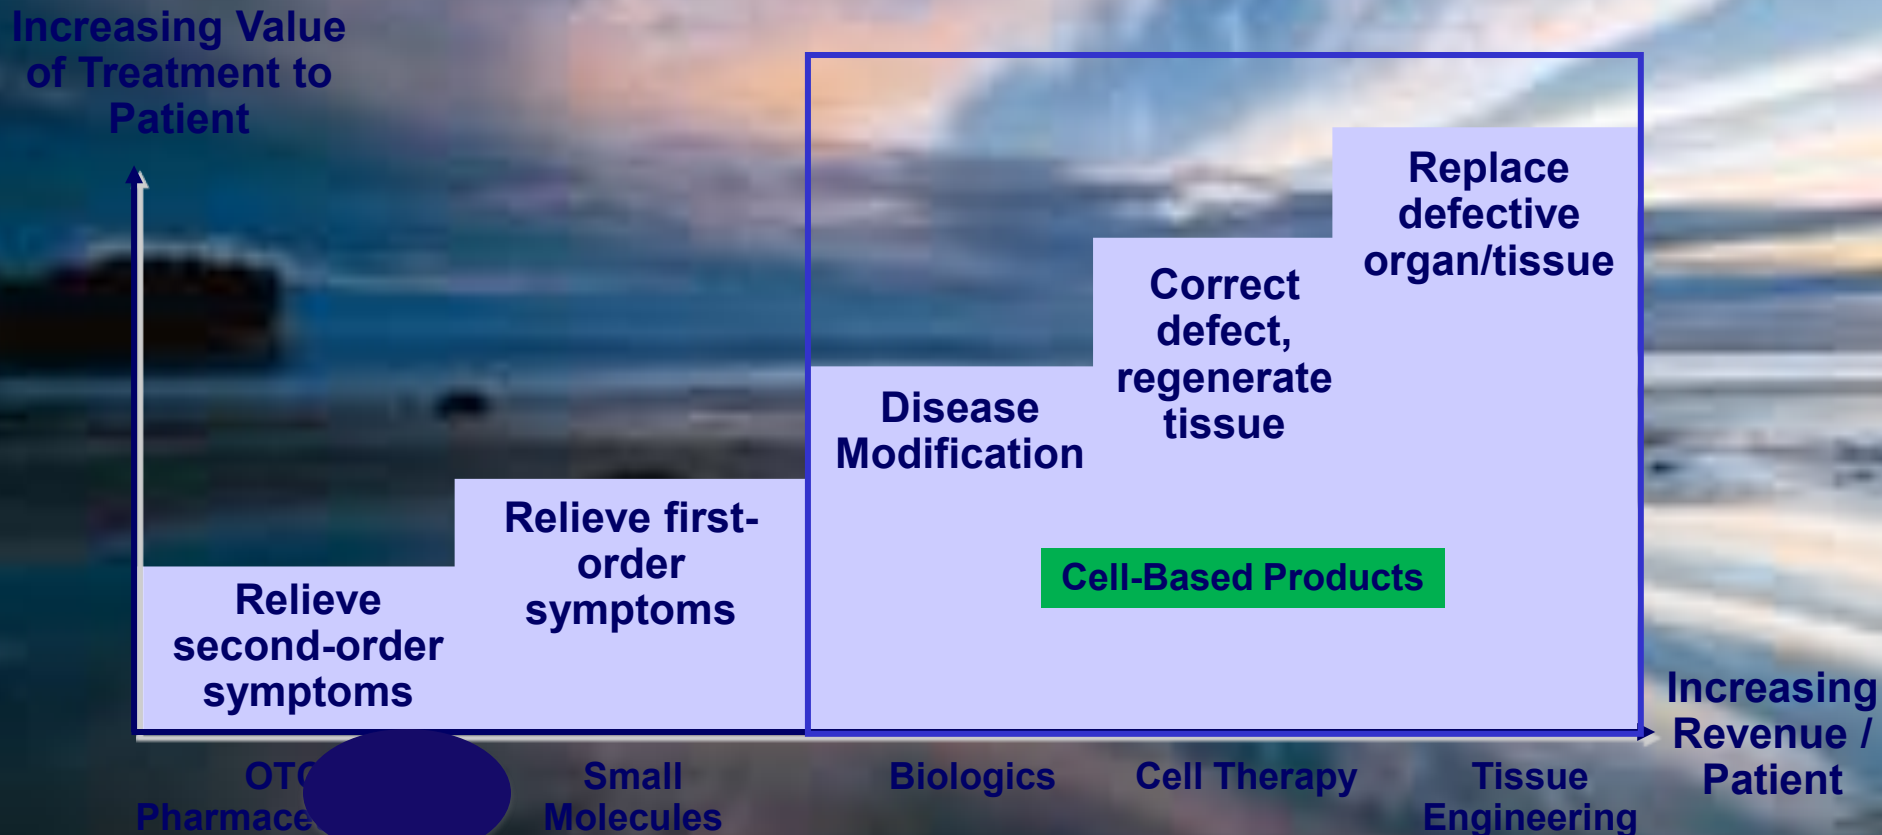 Increasing Value
of Treatment to
Patient
Replace
defective
organ/tissue
Correct
defect,
regenerate
tissue
Disease
Modification
Relieve first-
order
symptoms
Cell-Based Products
Relieve
second-order
symptoms
Increasing
Revenue /
Patient
Small
Molecules
Biologics
Cell Therapy
Tissue
Engineering